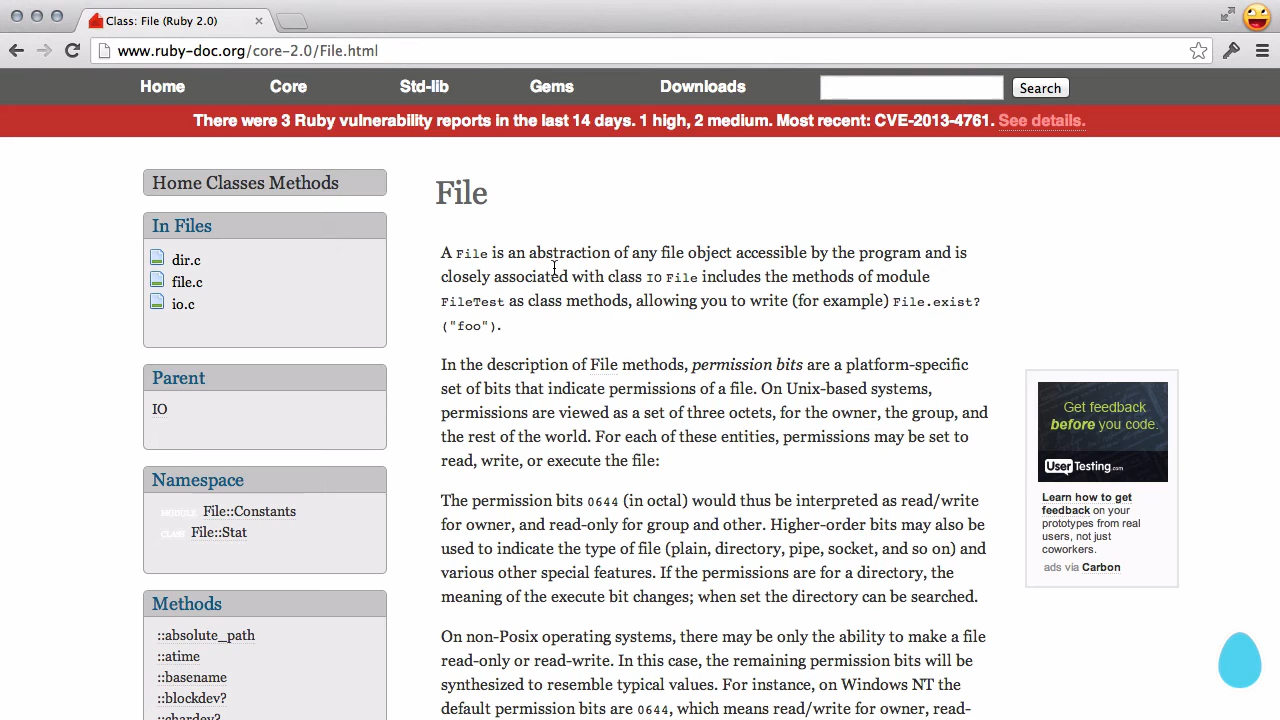 Class: File (Ruby 2.0)
www.ruby-doc.org/core-2.0/File.html
Home Core Std-lib Gems Downloads Search
There were 3 Ruby vulnerability reports in the last 14 days. 1 high, 2 medium. Most recent: CVE-2013-4761. See details.
Home Classes Methods
In Files
dir.c
file.c
io.c
Parent
IO
Namespace
MODULE File::Constants
CLASS File::Stat
Methods
::absolute_path
::atime
::basename
::blockdev?
::chardev?
File
A File is an abstraction of any file object accessible by the program and is
closely associated with class IO File includes the methods of module
FileTest as class methods, allowing you to write (for example) File.exist?
("foo").
In the description of File methods, permission bits are a platform-specific
set of bits that indicate permissions of a file. On Unix-based systems,
permissions are viewed as a set of three octets, for the owner, the group, and
the rest of the world. For each of these entities, permissions may be set to
read, write, or execute the file:
The permission bits 0644 (in octal) would thus be interpreted as read/write
for owner, and read-only for group and other. Higher-order bits may also be
used to indicate the type of file (plain, directory, pipe, socket, and so on) and
various other special features. If the permissions are for a directory, the
meaning of the execute bit changes; when set the directory can be searched.
On non-Posix operating systems, there may be only the ability to make a file
read-only or read-write. In this case, the remaining permission bits will be
synthesized to resemble typical values. For instance, on Windows NT the
default permission bits are 0644, which means read/write for owner, read-
Get feedback
before you code.
UserTesting.com
Learn how to get
feedback on your
prototypes from real
users, not just
coworkers.
ads via Carbon